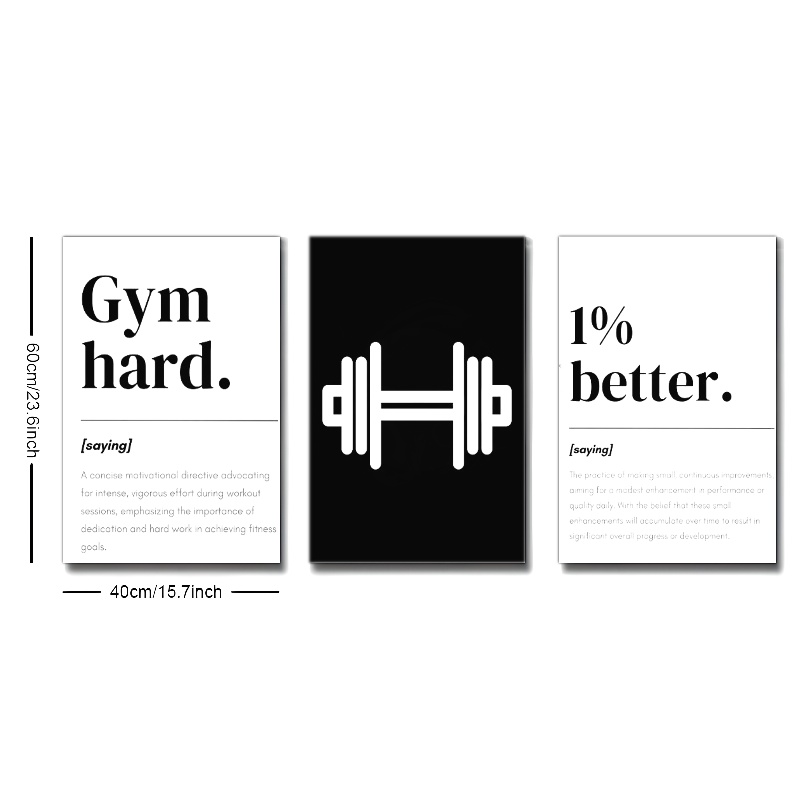 60cm/23.6inch
Gym
hard.
[saying]
A concise motivational directive advocating
for intense, vigorous effort during workout
sessions, emphasizing the importance of
dedication and hard work in achieving fitness
goals.
40cm/15.7inch
1%
better.
[saying]
The practice of making small, continuous improvements,
aiming for a modest enhancement in performance or
quality daily. With the belief that these small
enhancements will accumulate over time to result in
significant overall progress or development.